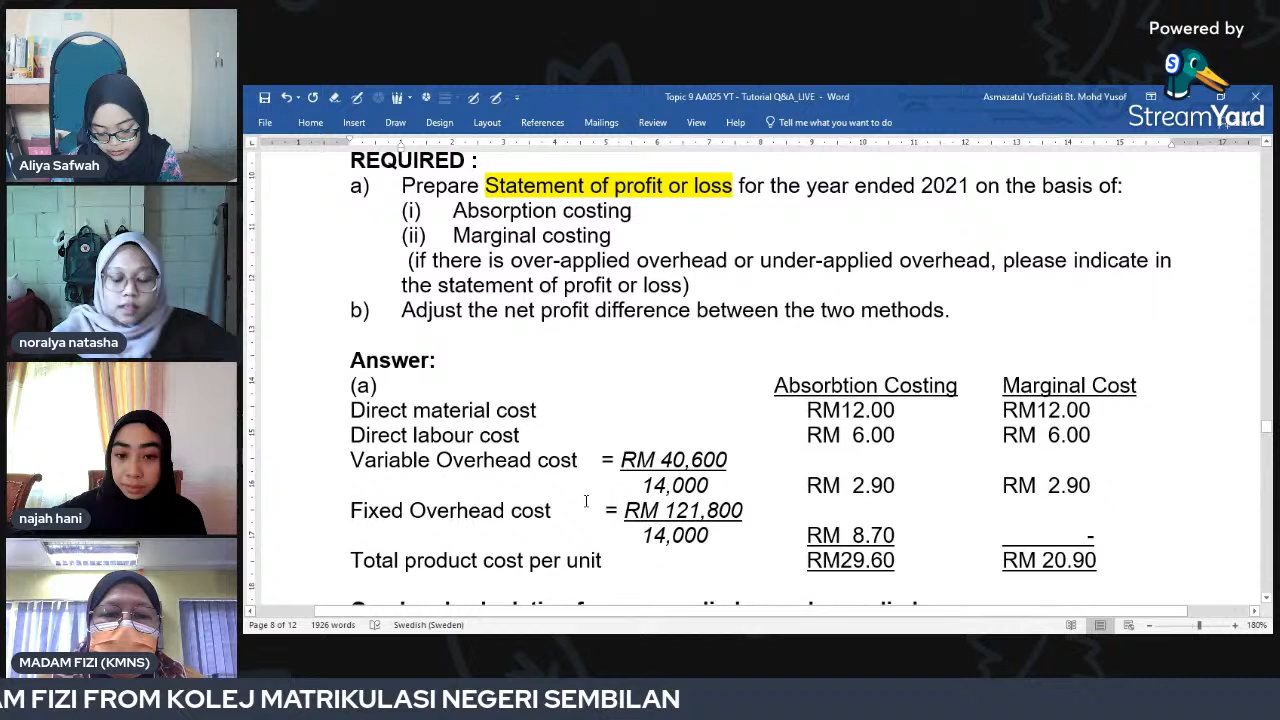 Powered by
StreamYard
Aliya Safwah
noralya natasha
najah hani
MADAM FIZI (KMNS)
Topic 9 AA025 YT - Tutorial Q&A_LIVE - Word
Asmazatul Yusfiziati Bt. Mohd Yusof
File Home Insert Draw Design Layout References Mailings Review View Help Tell me what you want to do
REQUIRED :
a) Prepare Statement of profit or loss for the year ended 2021 on the basis of:
(i) Absorption costing
(ii) Marginal costing
(if there is over-applied overhead or under-applied overhead, please indicate in
the statement of profit or loss)
b) Adjust the net profit difference between the two methods.
Answer:
(a) Absorbtion Costing Marginal Cost
Direct material cost RM12.00 RM12.00
Direct labour cost RM 6.00 RM 6.00
Variable Overhead cost = RM 40,600
14,000 RM 2.90 RM 2.90
Fixed Overhead cost = RM 121,800
14,000 RM 8.70 -
Total product cost per unit RM29.60 RM 20.90
Page 8 of 12 1926 words Swedish (Sweden) 180%
AM FIZI FROM KOLEJ MATRIKULASI NEGERI SEMBILAN